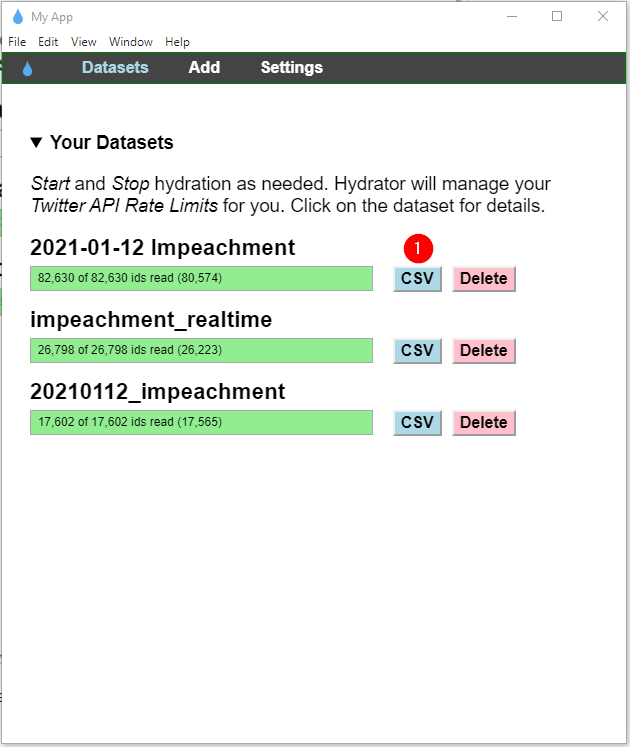 My App
File Edit View Window Help
Datasets Add Settings
▼ Your Datasets
Start and Stop hydration as needed. Hydrator will manage your
Twitter API Rate Limits for you. Click on the dataset for details.
2021-01-12 Impeachment 1
82,630 of 82,630 ids read (80,574) CSV Delete
impeachment_realtime
26,798 of 26,798 ids read (26,223) CSV Delete
20210112_impeachment
17,602 of 17,602 ids read (17,565) CSV Delete